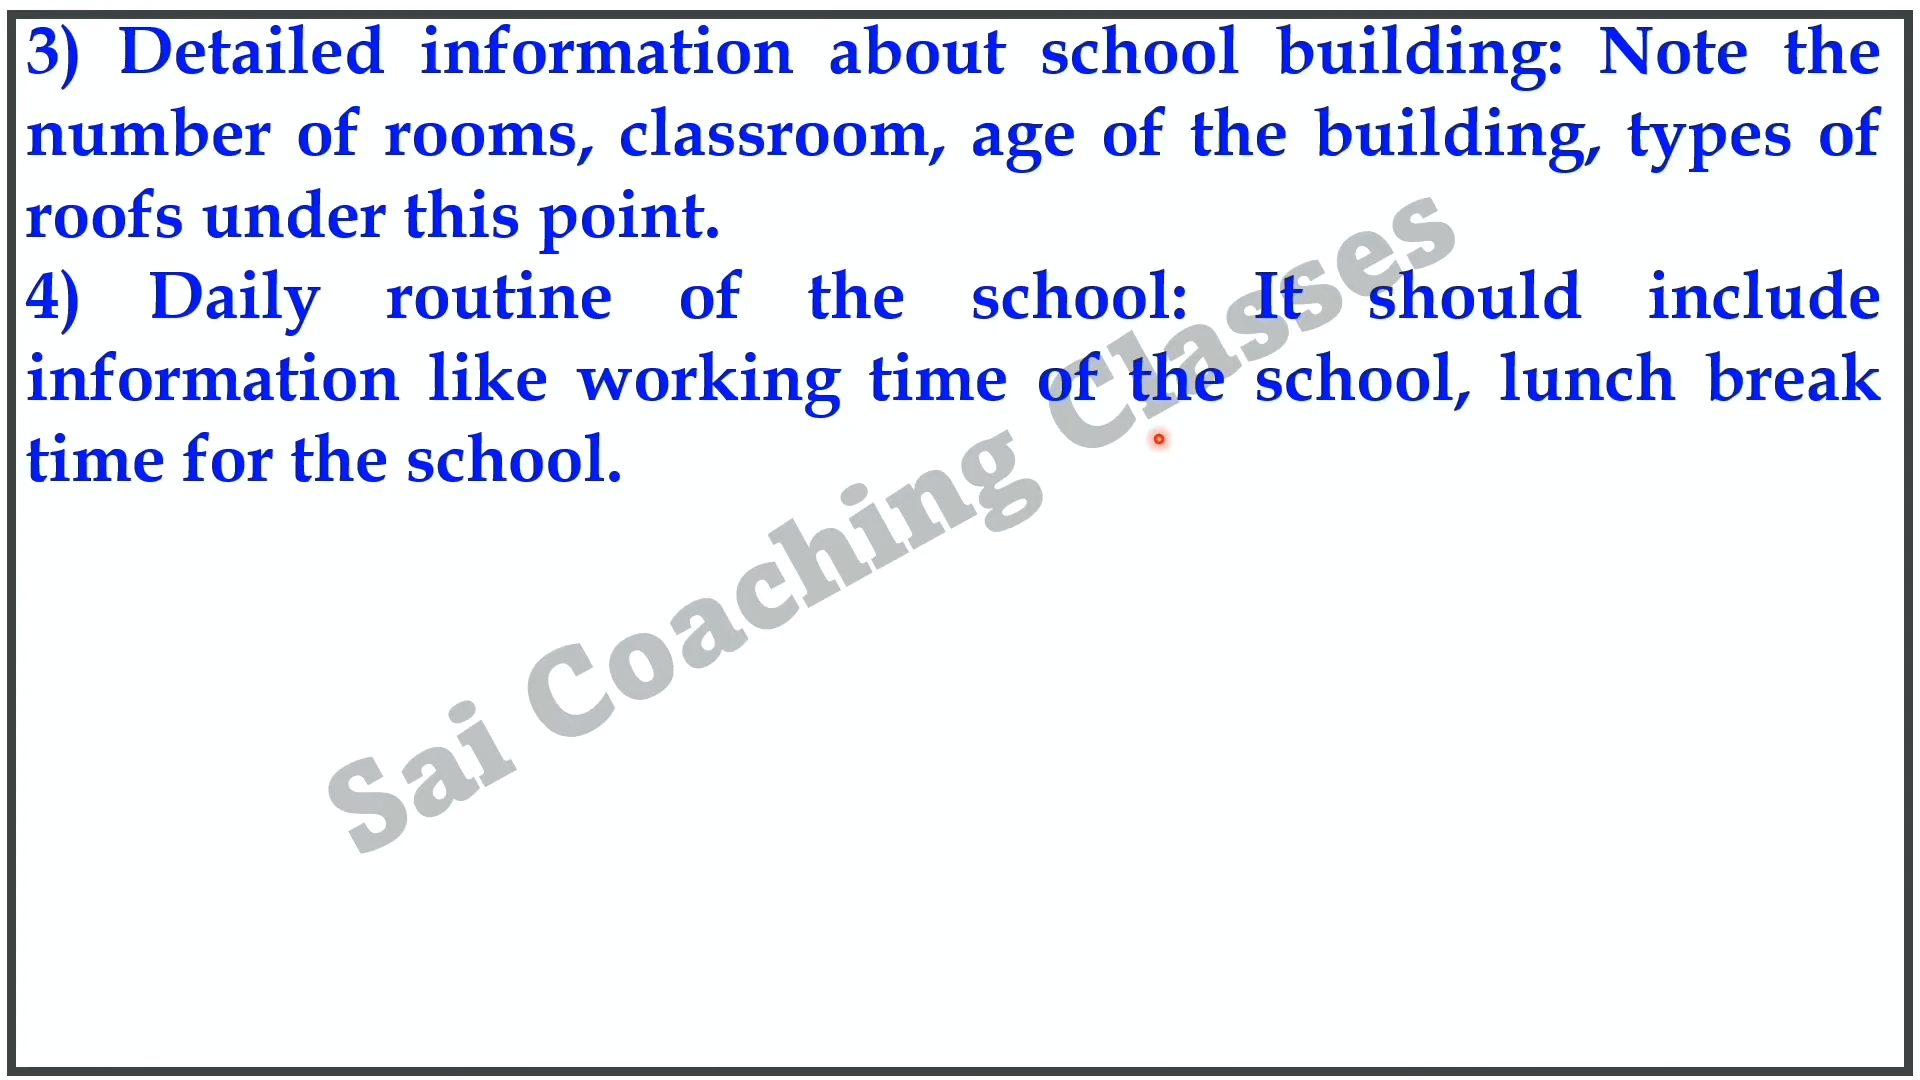 3) Detailed information about school building: Note the
number of rooms, classroom, age of the building, types of
roofs under this point.
4) Daily routine of the school: It should include
information like working time of the school, lunch break
time for the school.
Sai Coaching Classes